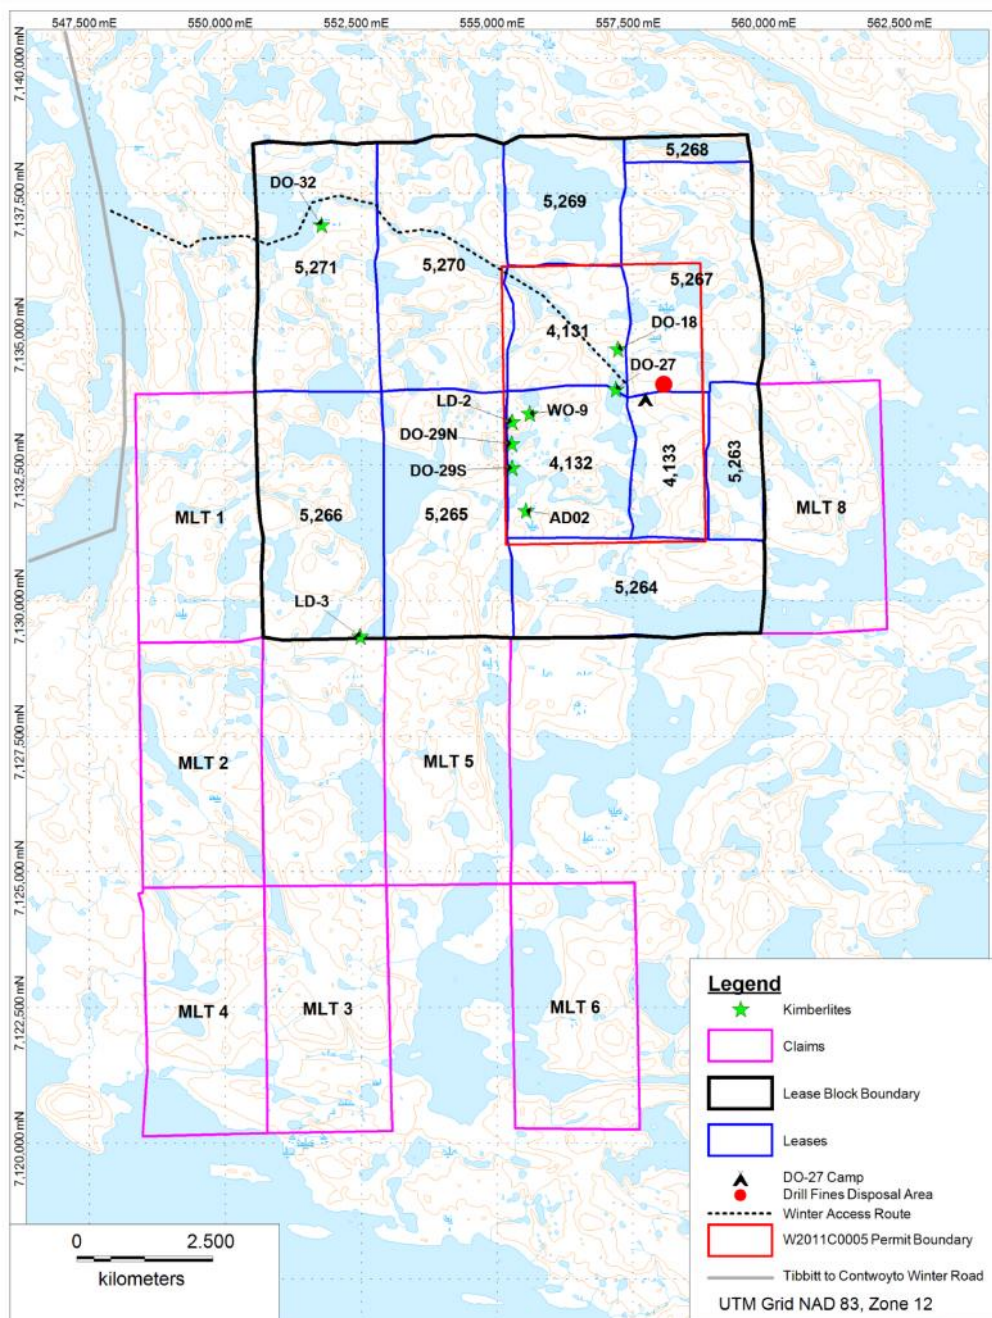 547,500 mE
550,000 mE
552,500 mE
555,000 mE
557,500 mE
560,000 mE
562,500 mE
7,140,000 mN
7,137,500 mN
7,135,000 mN
7,132,500 mN
7,130,000 mN
7,127,500 mN
7,125,000 mN
7,122,500 mN
7,120,000 mN
5,268
DO-32
5,269
5,271
5,270
5,267
4,131
DO-18
DO-27
LD-2
WO-9
DO-29N
DO-29S
4,132
4,133
5,263
MLT 1
5,266
5,265
AD02
MLT 8
LD-3
5,264
MLT 2
MLT 5
MLT 4
MLT 3
MLT 6
Legend
Kimberlites
Claims
Lease Block Boundary
Leases
DO-27 Camp
Drill Fines Disposal Area
Winter Access Route
W2011C0005 Permit Boundary
Tibbitt to Contwoyto Winter Road
UTM Grid NAD 83, Zone 12
0 2.500
kilometers